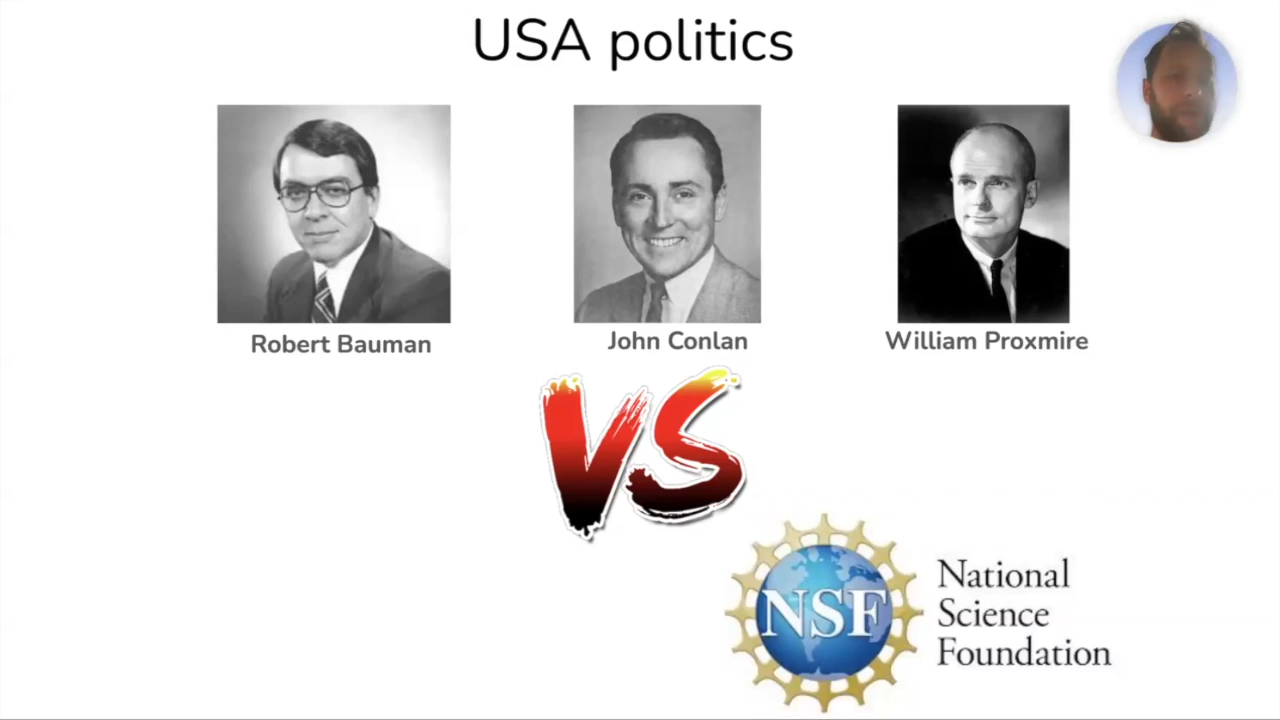 USA politics
Robert Bauman
John Conlan
William Proxmire
VS
NSF
National
Science
Foundation